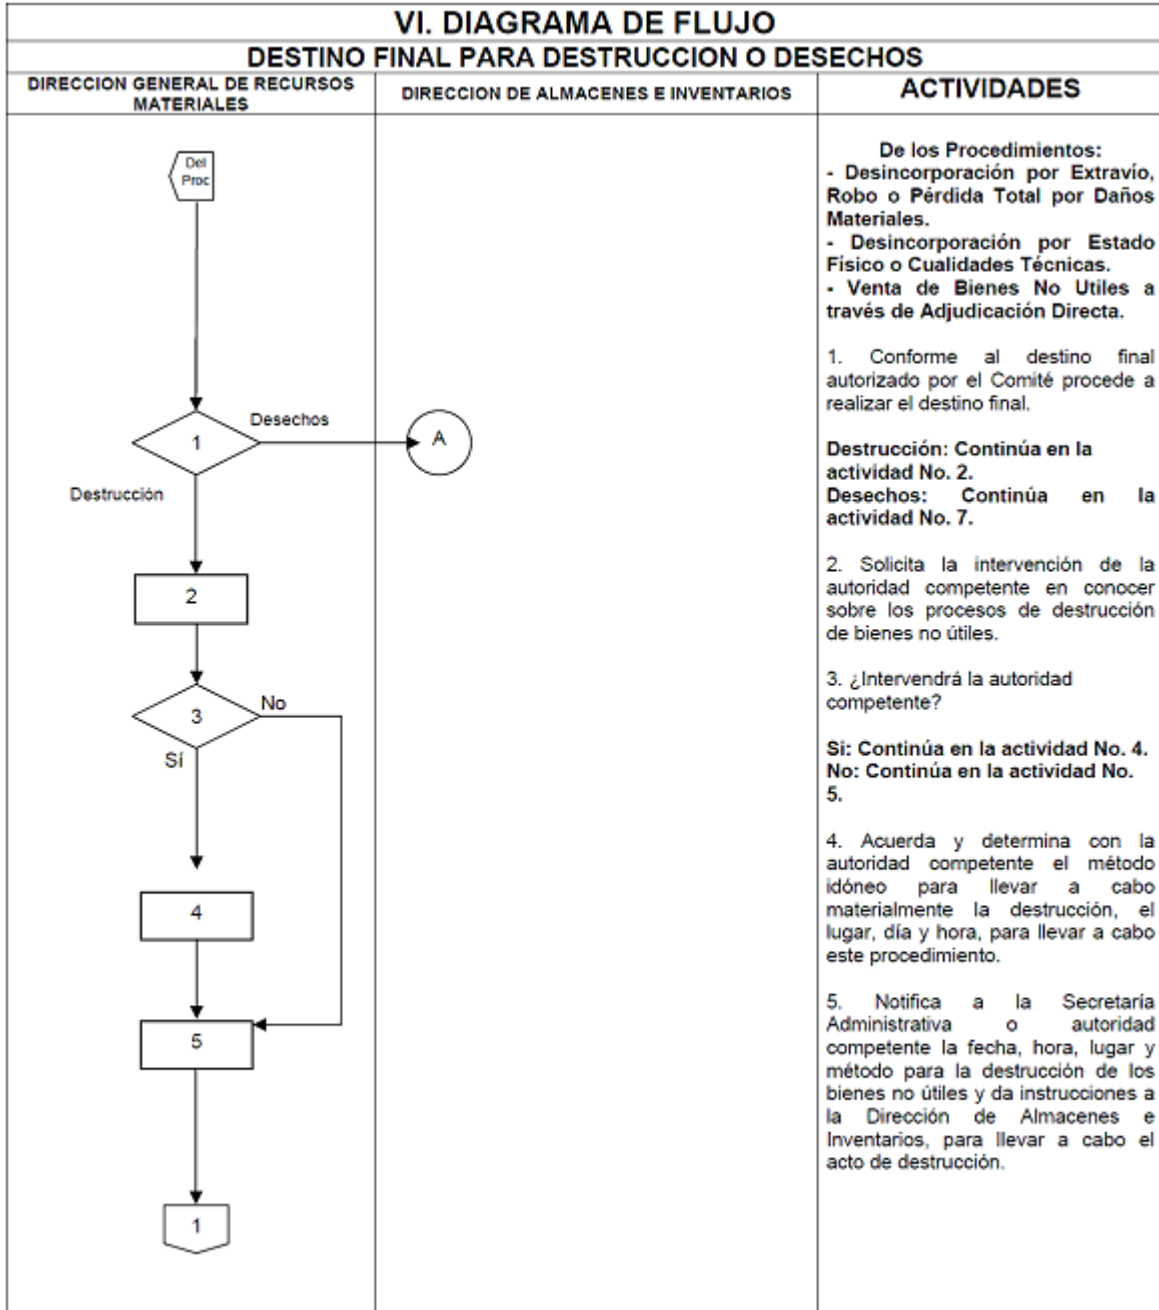 VI. DIAGRAMA DE FLUJO
DESTINO FINAL PARA DESTRUCCION O DESECHOS
DIRECCION GENERAL DE RECURSOS
MATERIALES
DIRECCION DE ALMACENES E INVENTARIOS
ACTIVIDADES
Del
Proc
1
Desechos
A
Destrucción
2
3
No
Sí
4
5
1
De los Procedimientos:
- Desincorporación por Extravío,
Robo o Pérdida Total por Daños
Materiales.
- Desincorporación por Estado
Físico o Cualidades Técnicas.
- Venta de Bienes No Utiles a
través de Adjudicación Directa.
1. Conforme al destino final
autorizado por el Comité procede a
realizar el destino final.
Destrucción: Continúa en la
actividad No. 2.
Desechos: Continúa en la
actividad No. 7.
2. Solicita la intervención de la
autoridad competente en conocer
sobre los procesos de destrucción
de bienes no útiles.
3. ¿Intervendrá la autoridad
competente?
Si: Continúa en la actividad No. 4.
No: Continúa en la actividad No.
5.
4. Acuerda y determina con la
autoridad competente el método
idóneo para llevar a cabo
materialmente la destrucción, el
lugar, día y hora, para llevar a cabo
este procedimiento.
5. Notifica a la Secretaría
Administrativa o autoridad
competente la fecha, hora, lugar y
método para la destrucción de los
bienes no útiles y da instrucciones a
la Dirección de Almacenes e
Inventarios, para llevar a cabo el
acto de destrucción.